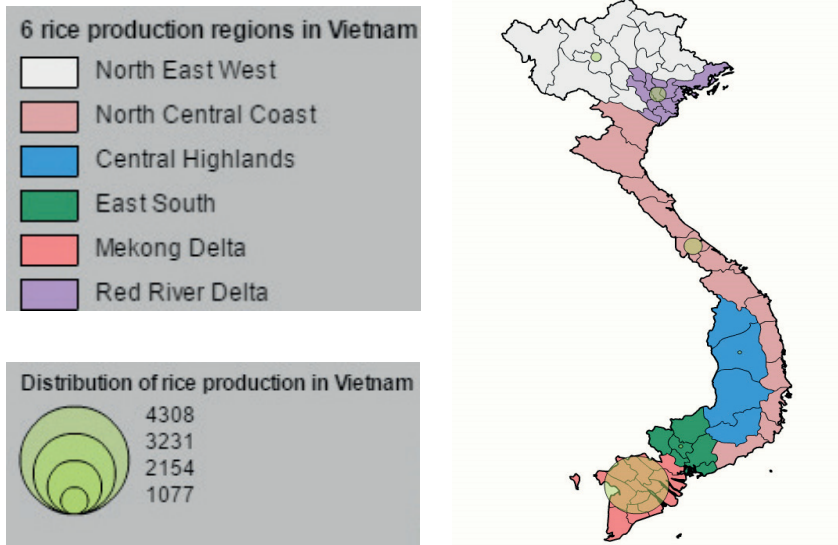 6 rice production regions in Vietnam
North East West
North Central Coast
Central Highlands
East South
Mekong Delta
Red River Delta
Distribution of rice production in Vietnam
4308
3231
2154
1077